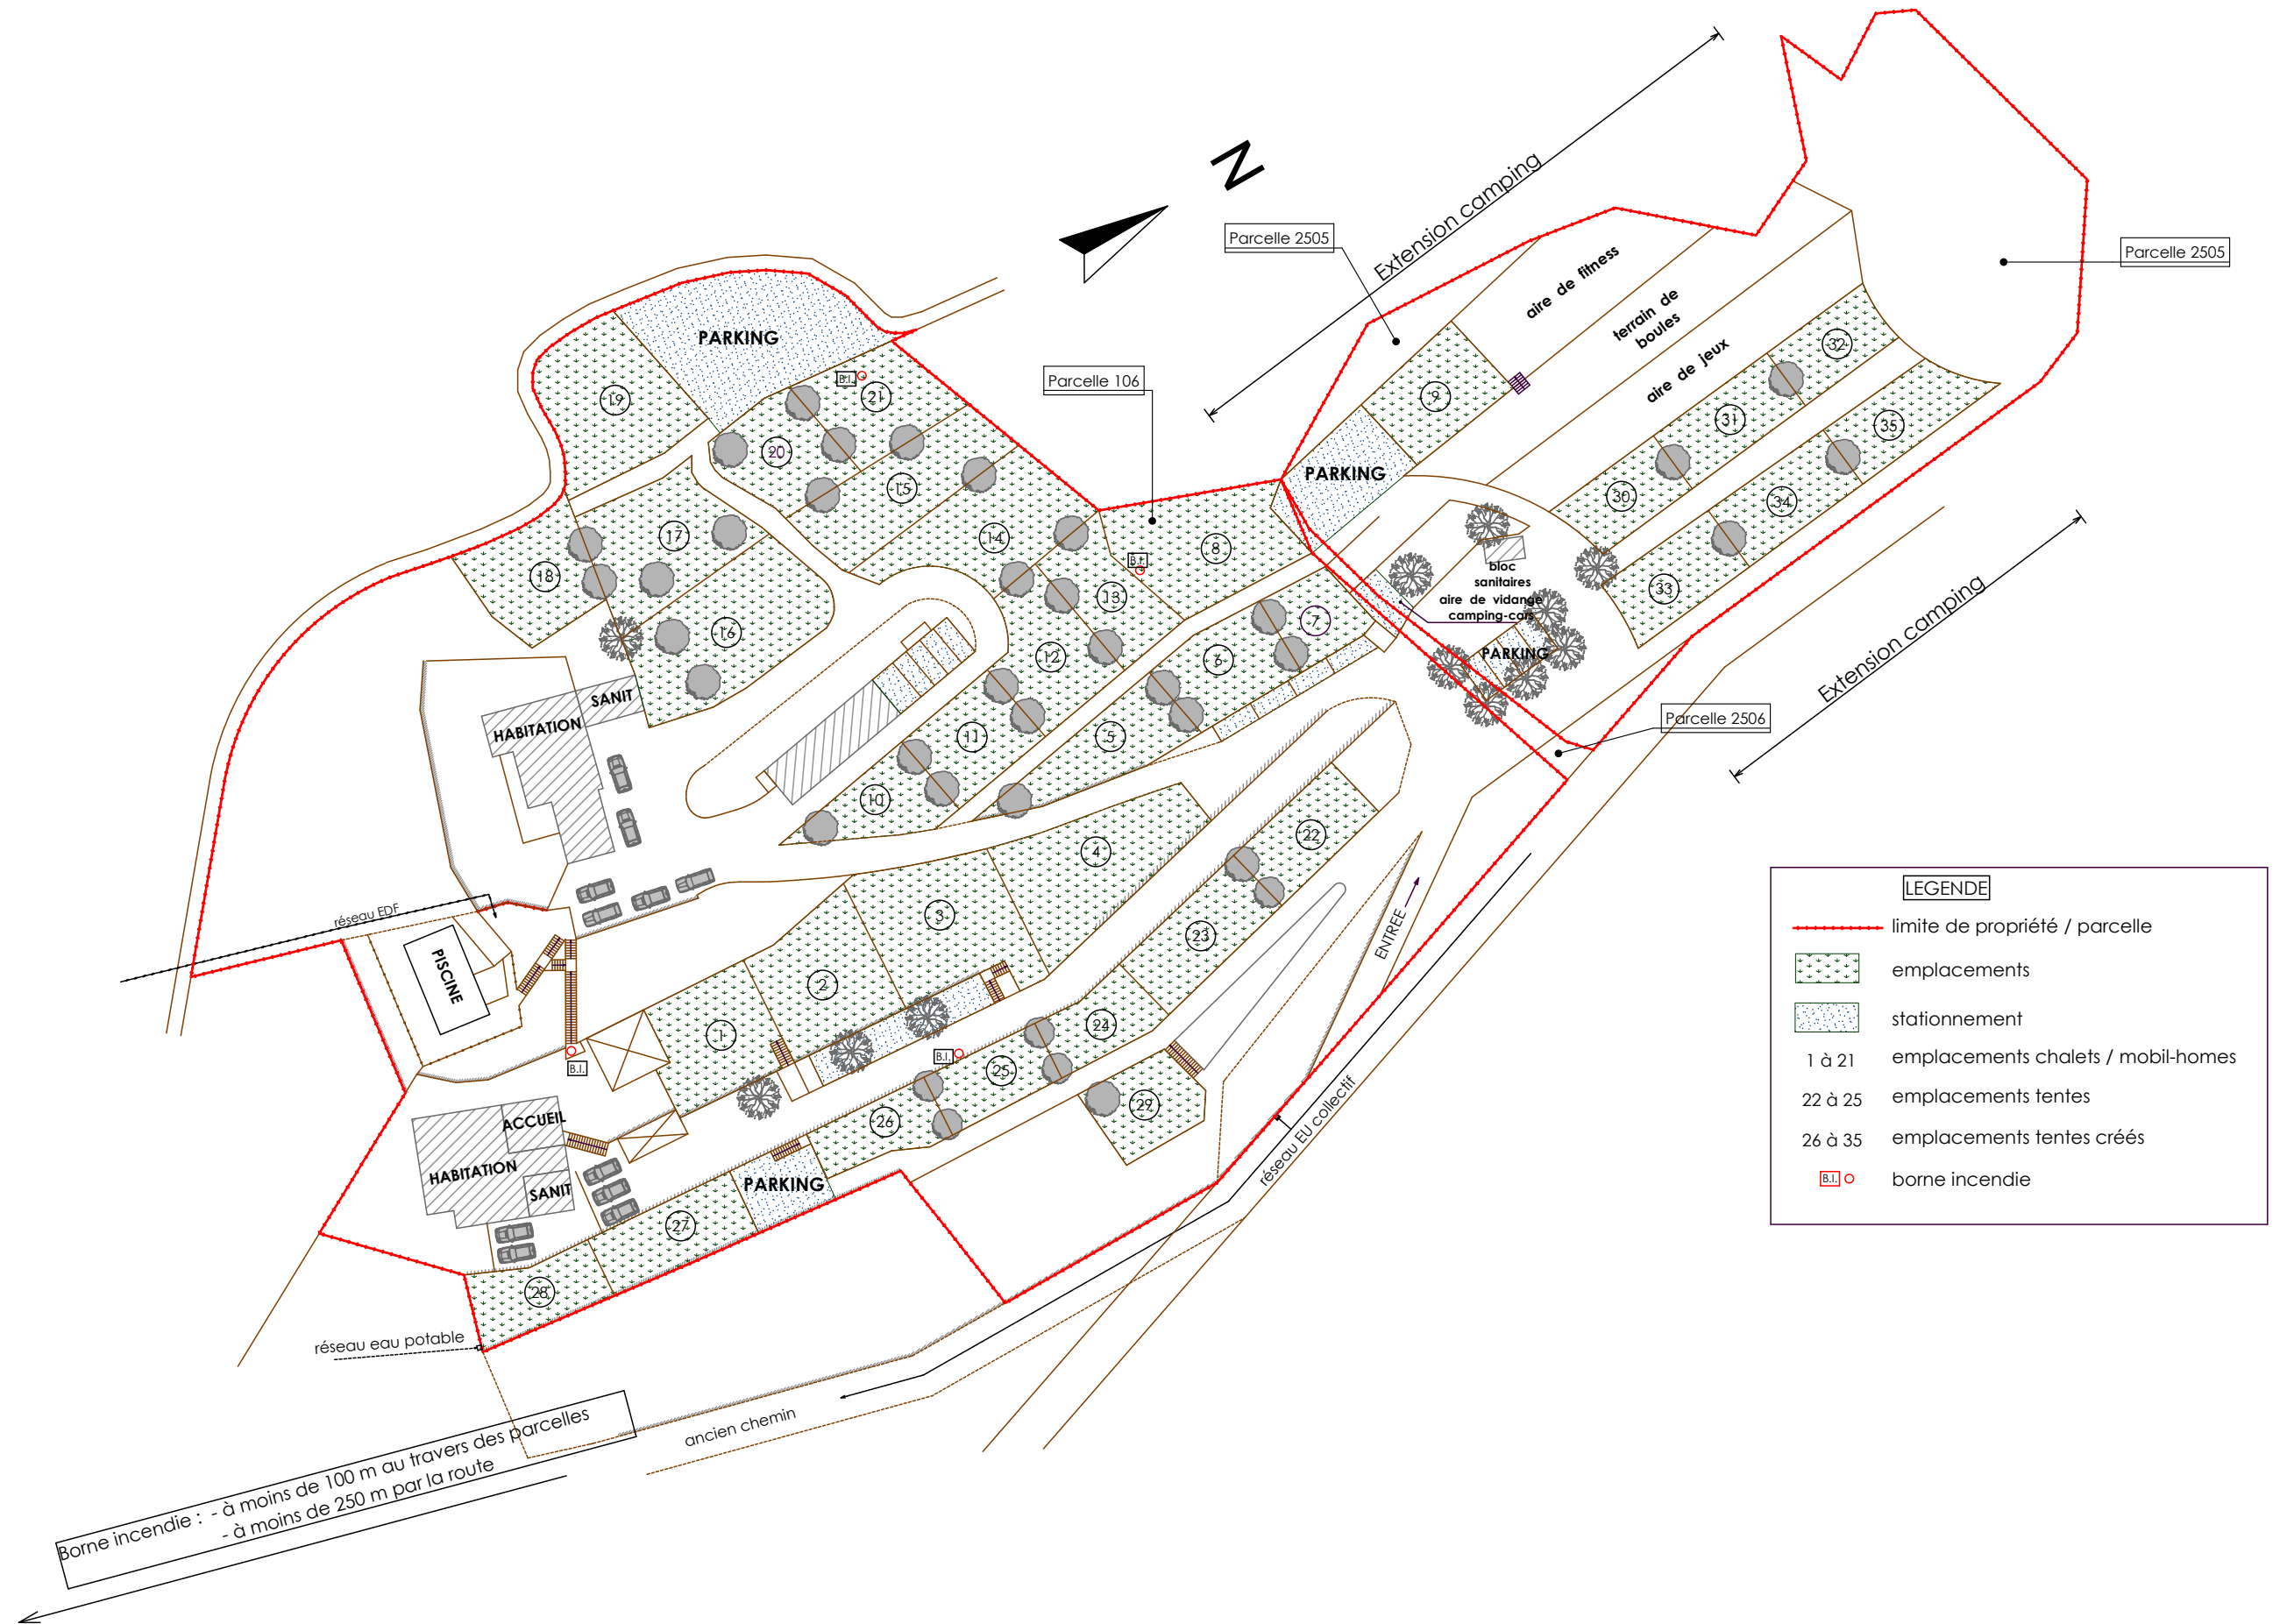 N
Extension camping
Parcelle 2505
Parcelle 2505
aire de fitness
terrain de
boules
aire de jeux
PARKING
B.I.
Parcelle 106
32
9
31
35
19
21
20
15
PARKING
30
34
17
14
8
B.I.
bloc
sanitaires
aire de vidange
camping-cars
18
13
33
7
16
12
6
PARKING
Extension camping
SANIT
HABITATION
11
5
Parcelle 2506
10
22
4
3
23
ENTREE
réseau EDF
PISCINE
2
1
24
B.I.
B.I.
25
26
29
ACCUEIL
HABITATION
SANIT
PARKING
27
28
réseau EU collectif
réseau eau potable
ancien chemin
Borne incendie : - à moins de 100 m au travers des parcelles
- à moins de 250 m par la route
LEGENDE
limite de propriété / parcelle
emplacements
stationnement
1 à 21 emplacements chalets / mobil-homes
22 à 25 emplacements tentes
26 à 35 emplacements tentes créés
B.I. borne incendie